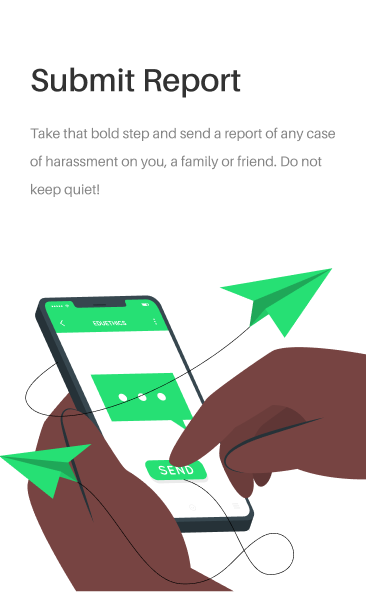 Submit Report
Take that bold step and send a report of any case
of harassment on you, a family or friend. Do not
keep quiet!
EDUETHICS
SEND